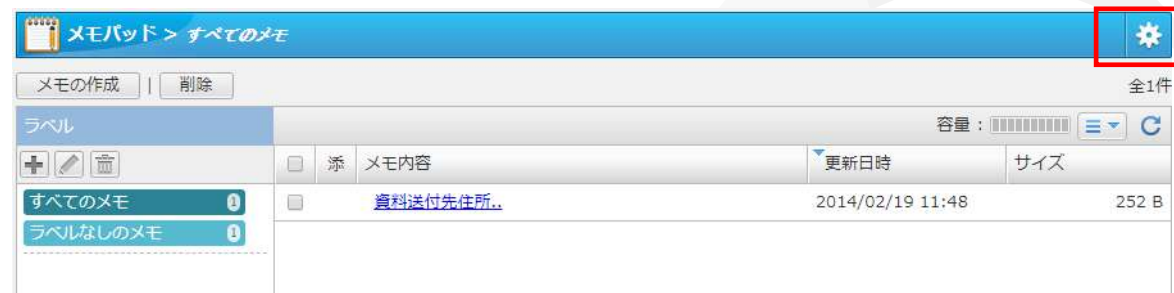 メモパッド > すべてのメモ
メモの作成 | 削除
全1件
ラベル
容量:
添 メモ内容 更新日時 サイズ
すべてのメモ 1
資料送付先住所.. 2014/02/19 11:48 252 B
ラベルなしのメモ 1